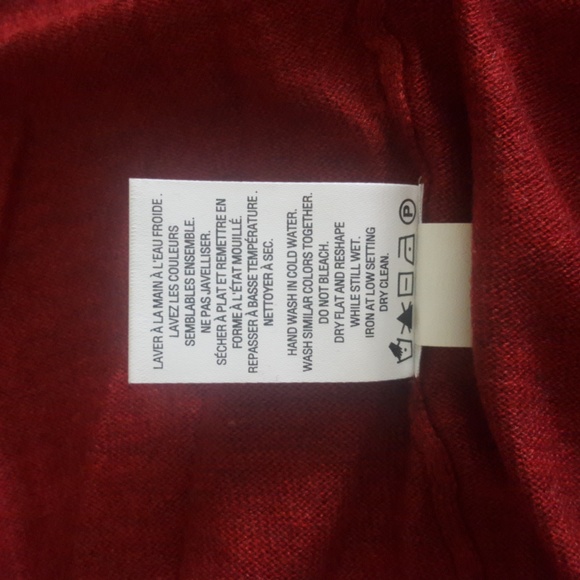 LAVER À LA MAIN À L'EAU FROIDE.
LAVEZ LES COULEURS
SEMBLABLES ENSEMBLE.
NE PAS JAVELLISER.
SÉCHER À PLAT ET REMETTRE EN
FORME À L'ÉTAT MOUILLÉ.
REPASSER À BASSE TEMPÉRATURE.
NETTOYER À SEC.
HAND WASH IN COLD WATER.
WASH SIMILAR COLORS TOGETHER.
DO NOT BLEACH.
DRY FLAT AND RESHAPE
WHILE STILL WET.
IRON AT LOW SETTING
DRY CLEAN.
P